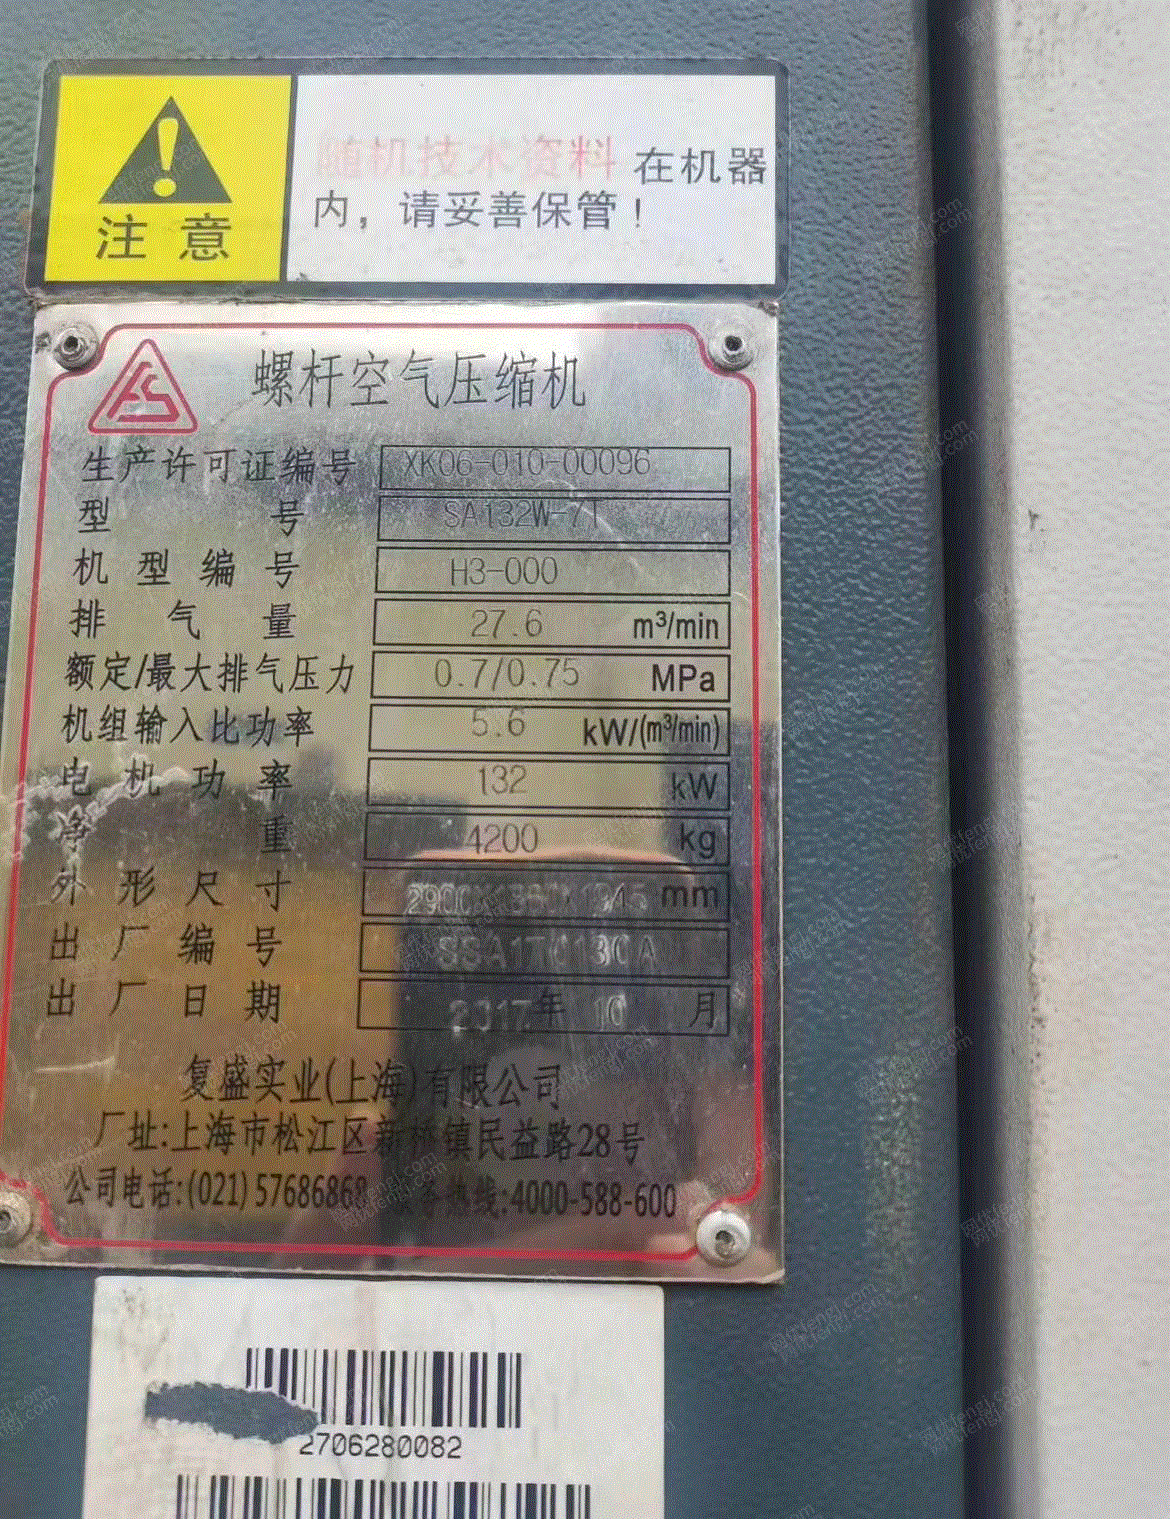 注意
随机技术资料在机器
内，请妥善保管！
螺杆空气压缩机
生产许可证编号 XK06-010-00096
型号 SA132W-7T
机型编号 H3-000
排气量 27.6 m³/min
额定/最大排气压力 0.7/0.75 MPa
机组输入比功率 5.6 kW/(m³/min)
电机功率 132 kW
净重 4200 kg
外形尺寸 mm
出厂编号
出厂日期 2017年 10月
复盛实业(上海)有限公司
厂址:上海市松江区新桥镇民益路28号
公司电话:(021)57686868 热线:4000-588-600
2706280082